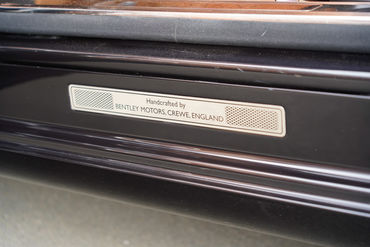 Handcrafted by
BENTLEY MOTORS, CREWE, ENGLAND